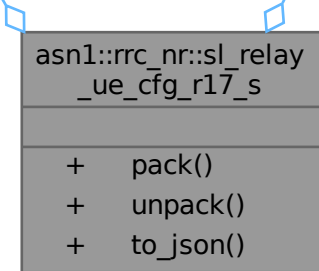 asn1::rrc_nr::sl_relay
_ue_cfg_r17_s
+ pack()
+ unpack()
+ to_json()